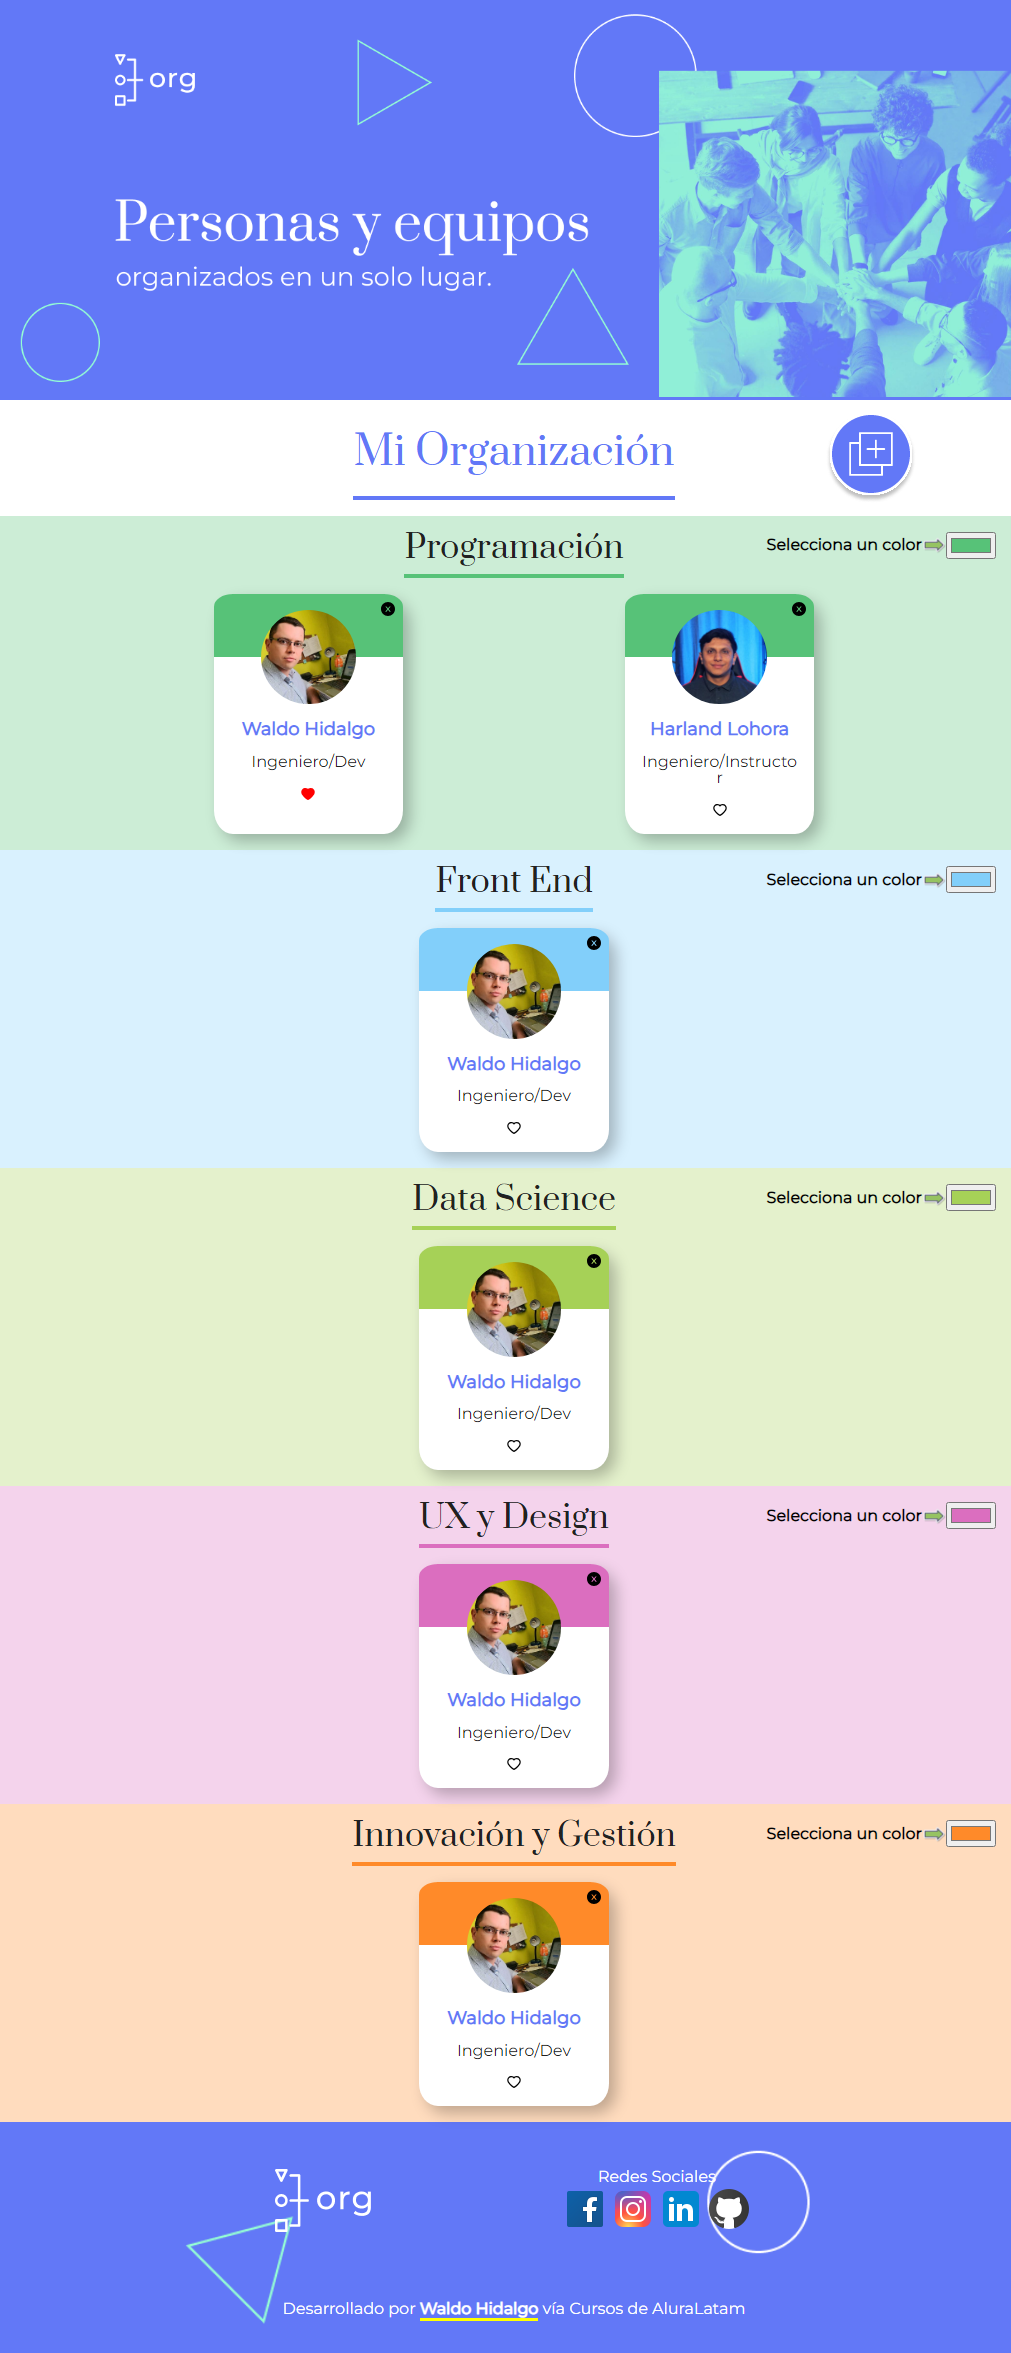 org
Personas y equipos
organizados en un solo lugar.
Mi Organización
Programación
Selecciona un color
X
X
Waldo Hidalgo
Ingeniero/Dev
Harland Lohora
Ingeniero/Instructo
r
Front End
Selecciona un color
X
Waldo Hidalgo
Ingeniero/Dev
Data Science
Selecciona un color
X
Waldo Hidalgo
Ingeniero/Dev
UX y Design
Selecciona un color
X
Waldo Hidalgo
Ingeniero/Dev
Innovación y Gestión
Selecciona un color
X
Waldo Hidalgo
Ingeniero/Dev
org
Redes Sociales
f
in
Desarrollado por Waldo Hidalgo vía Cursos de AluraLatam